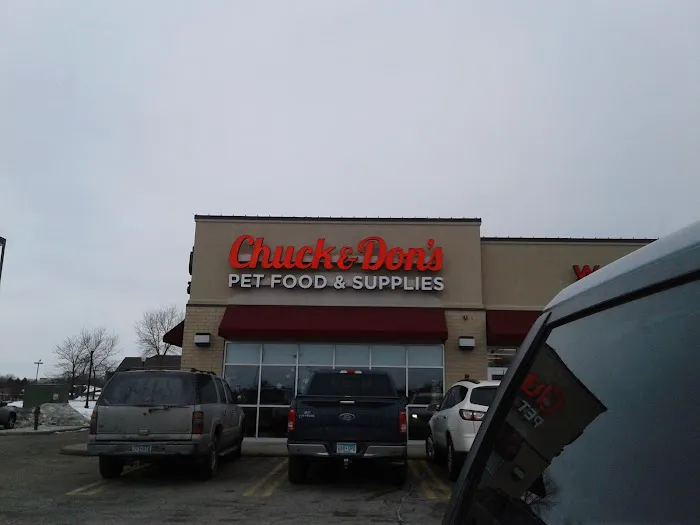 Chuck & Don's
PET FOOD & SUPPLIES
W